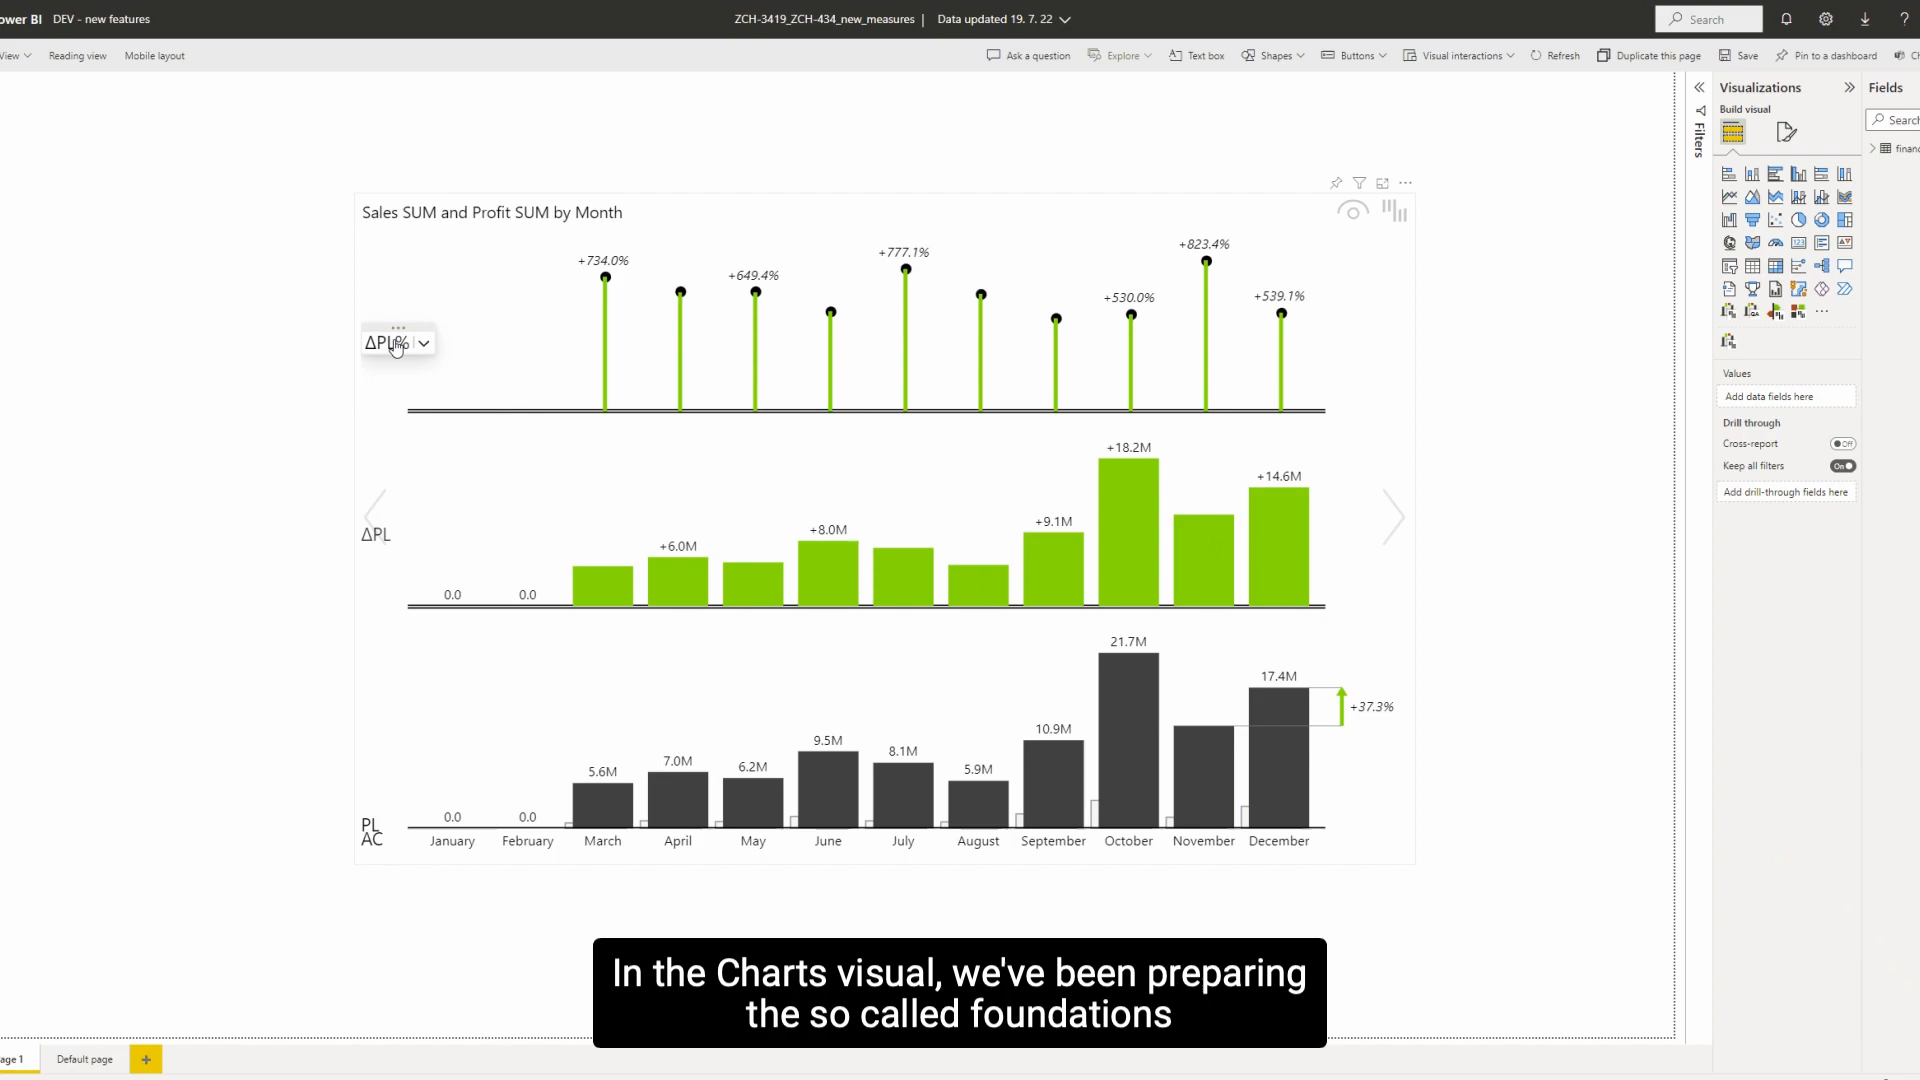 ower BI DEV - new features ZCH-3419_ZCH-434_new_measures | Data updated 19. 7. 22 Search ?
View Reading view Mobile layout Ask a question Explore Text box Shapes Buttons Visual interactions Refresh Duplicate this page Save Pin to a dashboard Ch
Visualizations Fields
Build visual
Search
Filters
financ
Sales SUM and Profit SUM by Month
+823.4%
+777.1%
+734.0%
+649.4%
+530.0%
+539.1%
ΔPL%
+18.2M
+14.6M
+9.1M
+8.0M
+6.0M
ΔPL
0.0 0.0
21.7M
17.4M
+37.3%
10.9M
9.5M
8.1M
7.0M
6.2M
5.6M
5.9M
0.0 0.0
PL
AC
January February March April May June July August September October November December
Values
Add data fields here
Drill through
Cross-report Off
Keep all filters On
Add drill-through fields here
In the Charts visual, we've been preparing
the so called foundations
age 1 Default page +